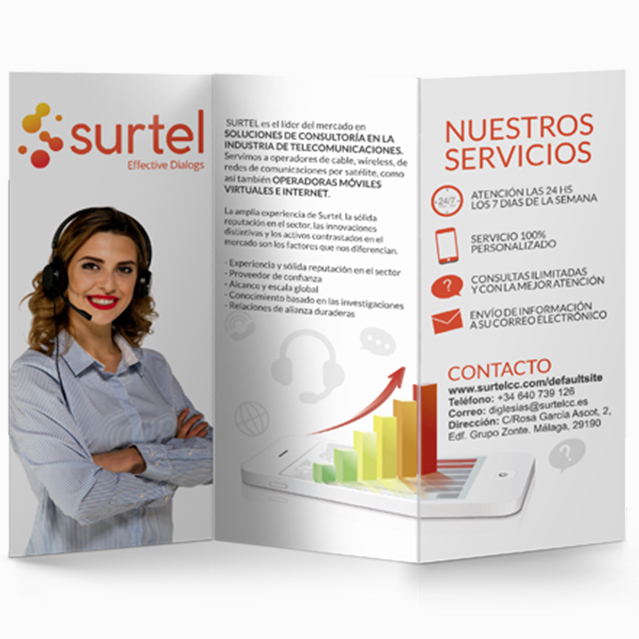 surtel
Effective Dialogs
SURTEL es el líder del mercado en
SOLUCIONES DE CONSULTORÍA EN LA
INDUSTRIA DE TELECOMUNICACIONES.
Servimos a operadores de cable, wireless, de
redes de comunicaciones por satélite, como
así también OPERADORAS MÓVILES
VIRTUALES E INTERNET.
La amplia experiencia de Surtel, la sólida
reputación en el sector, las innovaciones
distintivas y los activos contrastados en el
mercado son los factores que nos diferencian.
- Experiencia y sólida reputación en el sector
- Proveedor de confianza
- Alcance y escala global
- Conocimiento basado en las investigaciones
- Relaciones de alianza duraderas
NUESTROS
SERVICIOS
24/7
ATENCIÓN LAS 24 HS
LOS 7 DIAS DE LA SEMANA
SERVICIO 100%
PERSONALIZADO
?
CONSULTAS ILIMITADAS
Y CON LA MEJOR ATENCIÓN
ENVÍO DE INFORMACIÓN
A SU CORREO ELECTRÓNICO
CONTACTO
www.surtelcc.com/defaultsite
Teléfono: +34 640 739 126
Correo: diglesias@surtelcc.es
Dirección: C/Rosa García Ascot, 2,
Edf. Grupo Zonte. Málaga, 29190
?